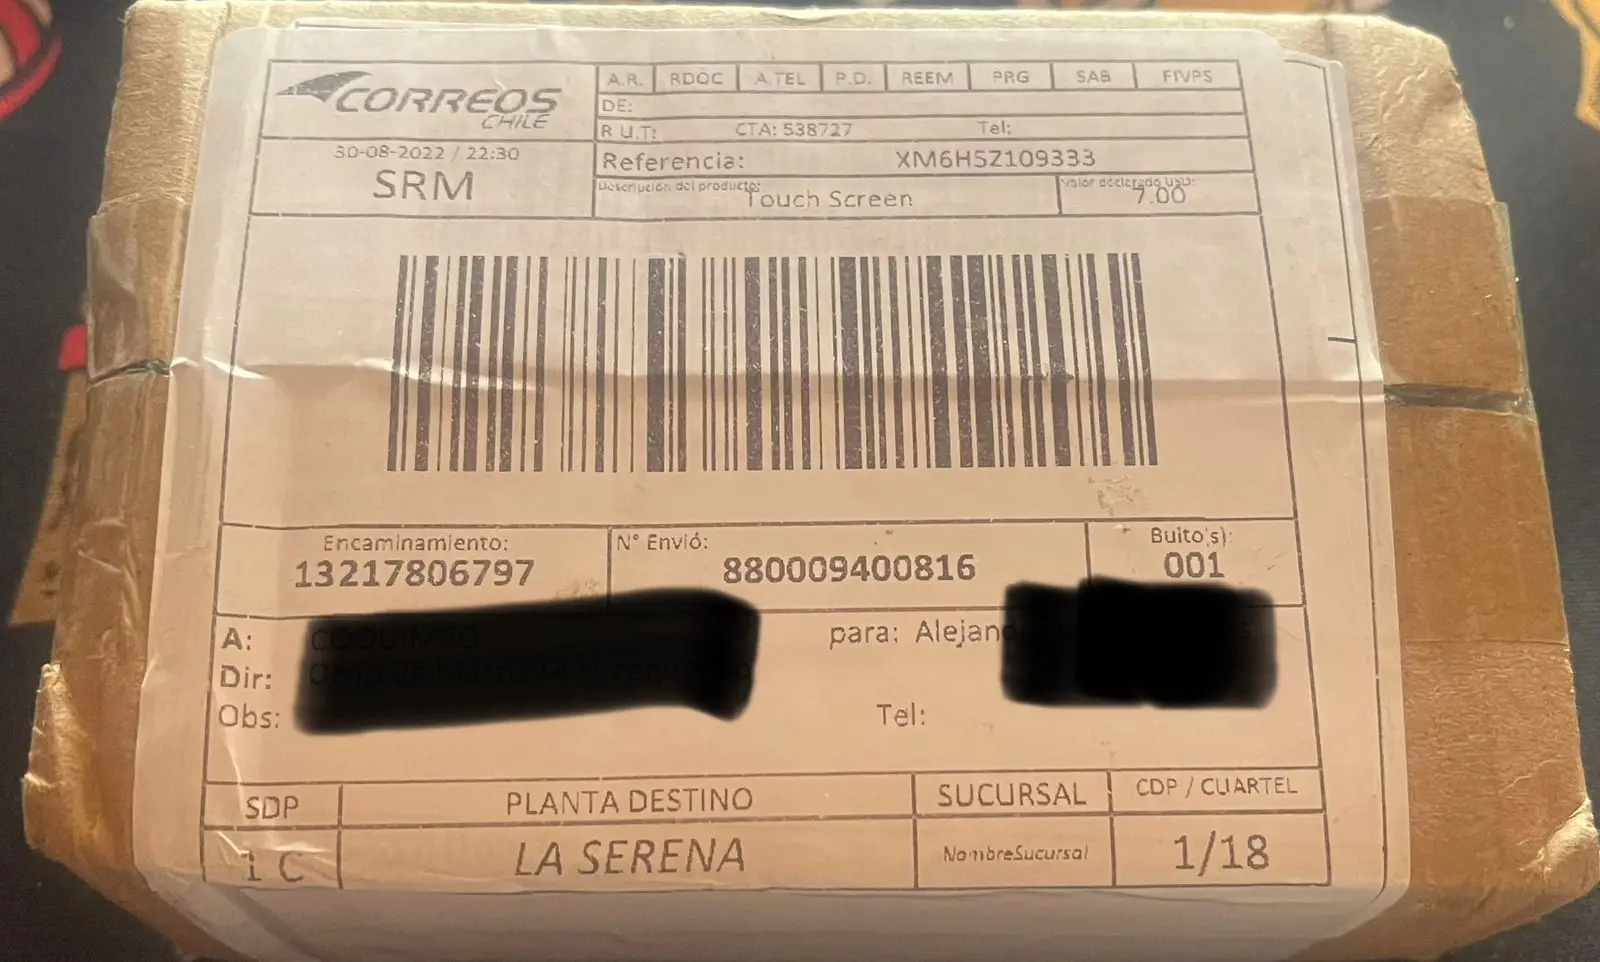 CORREOS
CHILE
A.R. RDOC A.TEL P.D. REEM PRG SAB FIVPS
DE:
R U.T: CTA: 538727 Tel:
30-08-2022 / 22:30
SRM
Referencia: XM6HSZ109333
Descripción del producto: Touch Screen
Valor declarado USD: 7.00
Encaminamiento: N° Envió: Bulto(s):
13217806797 880009400816 001
A: COQUIMBO para:
Dir:
Obs: Tel:
SDP PLANTA DESTINO SUCURSAL CDP / CUARTEL
1 C LA SERENA NombreSucursal 1/18